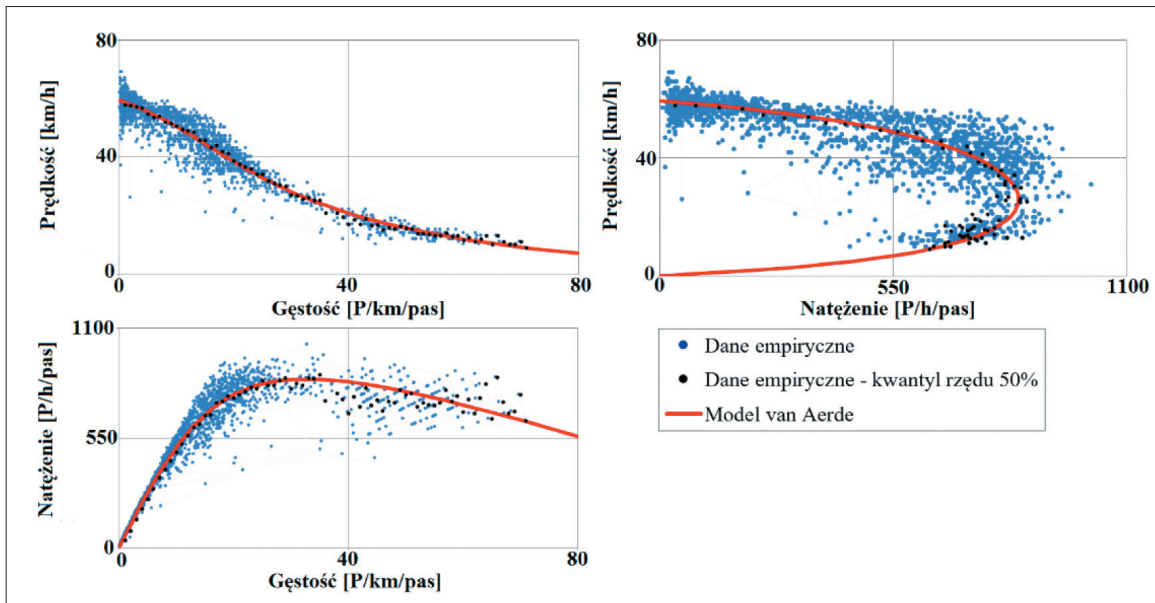 80
Prędkość [km/h]
40
0
0
40
80
Gęstość [P/km/pas]
80
Prędkość [km/h]
40
0
0
550
1100
Natężenie [P/h/pas]
1100
Natężenie [P/h/pas]
550
0
0
40
80
Gęstość [P/km/pas]
Dane empiryczne
Dane empiryczne - kwantyl rzędu 50%
Model van Aerde